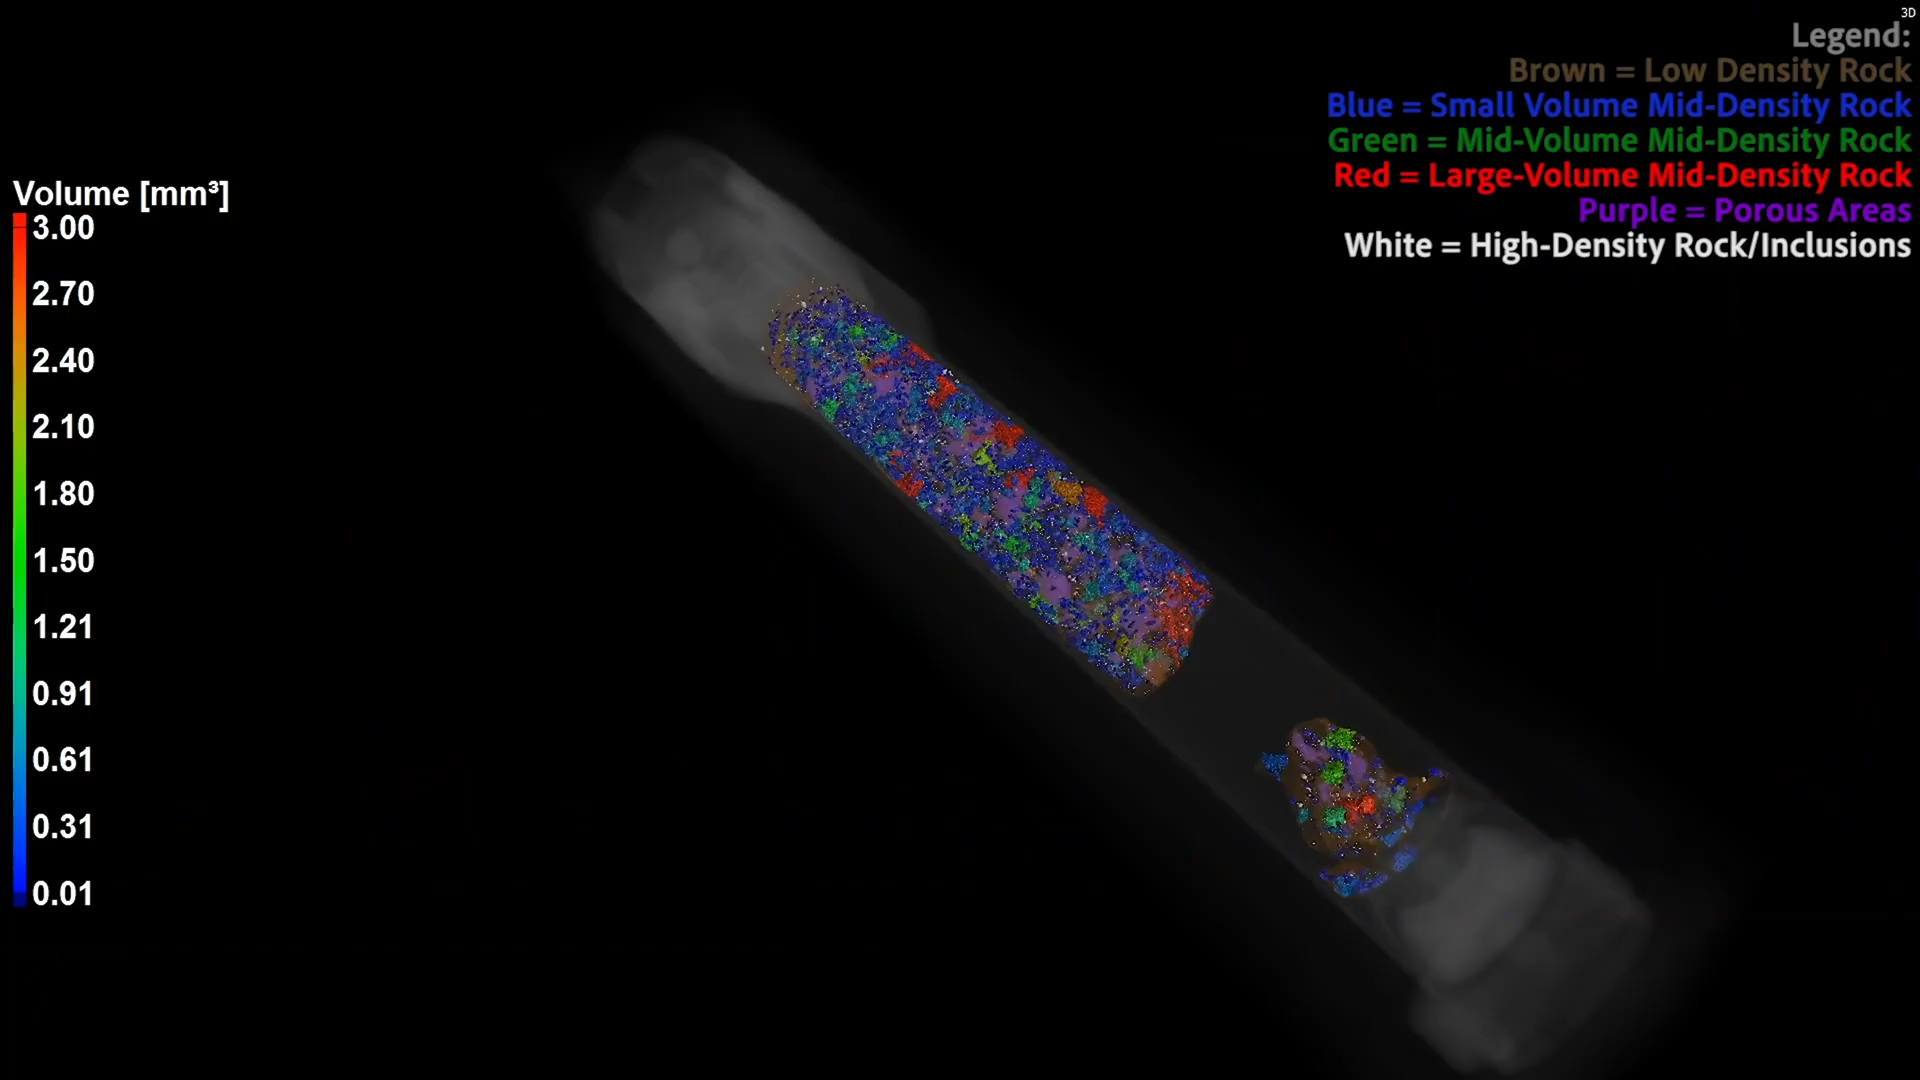 3D
Legend:
Brown = Low Density Rock
Blue = Small Volume Mid-Density Rock
Green = Mid-Volume Mid-Density Rock
Red = Large-Volume Mid-Density Rock
Purple = Porous Areas
White = High-Density Rock/Inclusions
Volume [mm³]
3.00
2.70
2.40
2.10
1.80
1.50
1.21
0.91
0.61
0.31
0.01